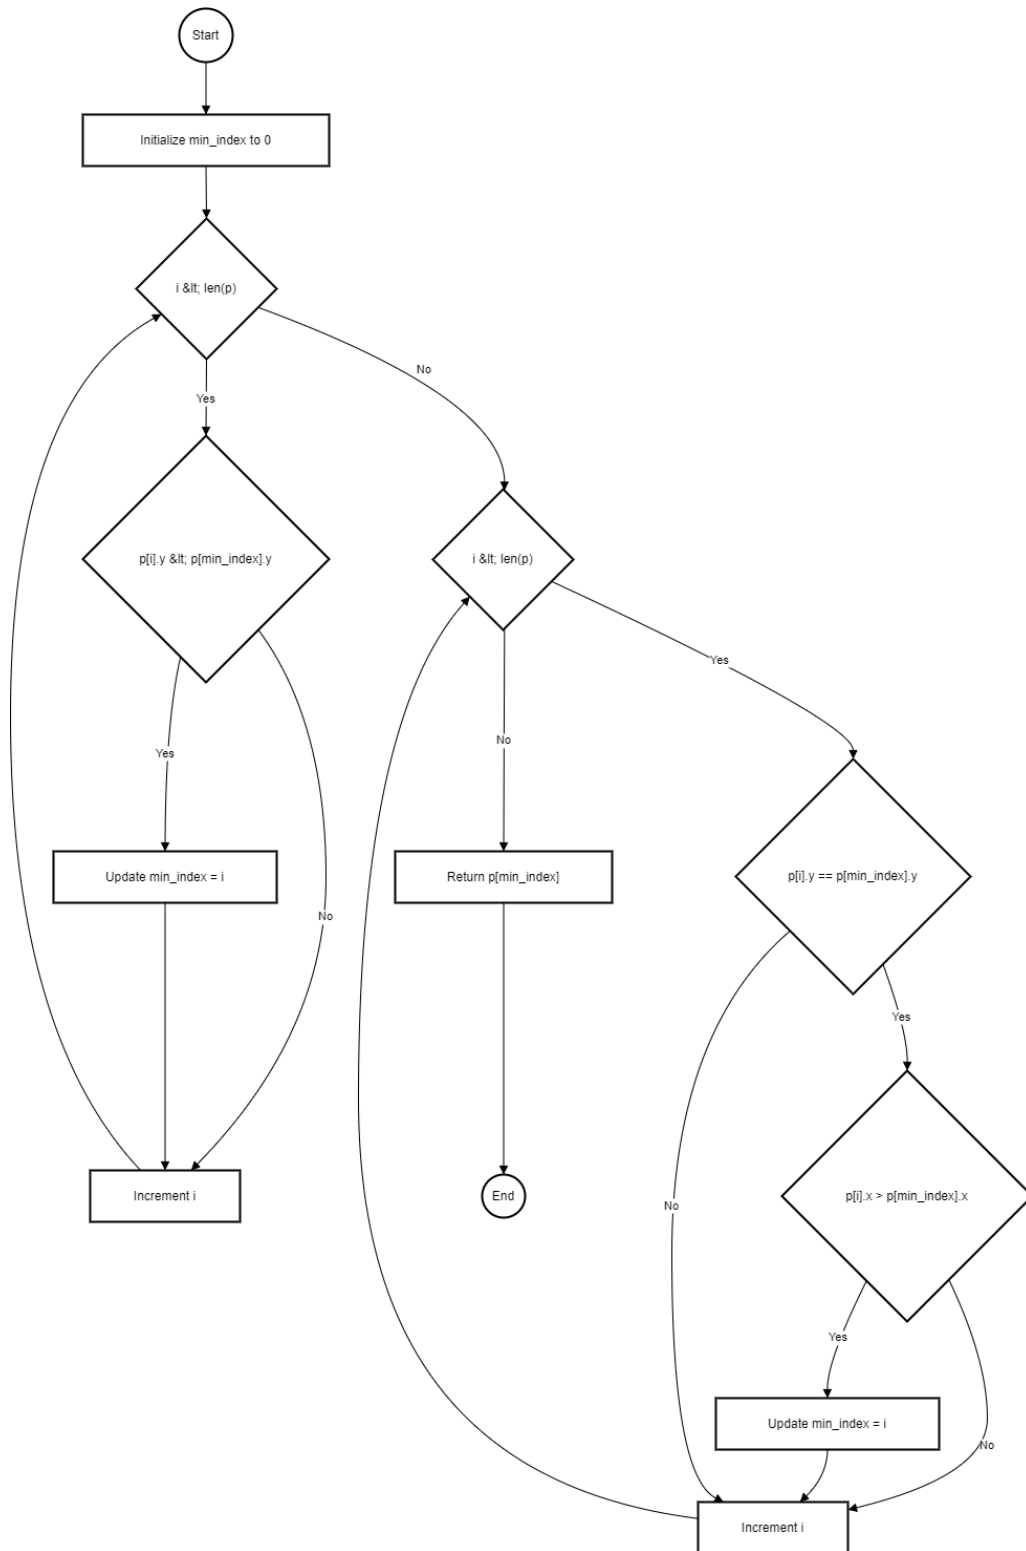 Start
Initialize min_index to 0
i &lt; len(p)
No
Yes
p[i].y &lt; p[min_index].y
i &lt; len(p)
Yes
No
Yes
Update min_index = i
Return p[min_index]
p[i].y == p[min_index].y
No
Yes
Increment i
End
p[i].x > p[min_index].x
No
Yes
Update min_index = i
No
Increment i